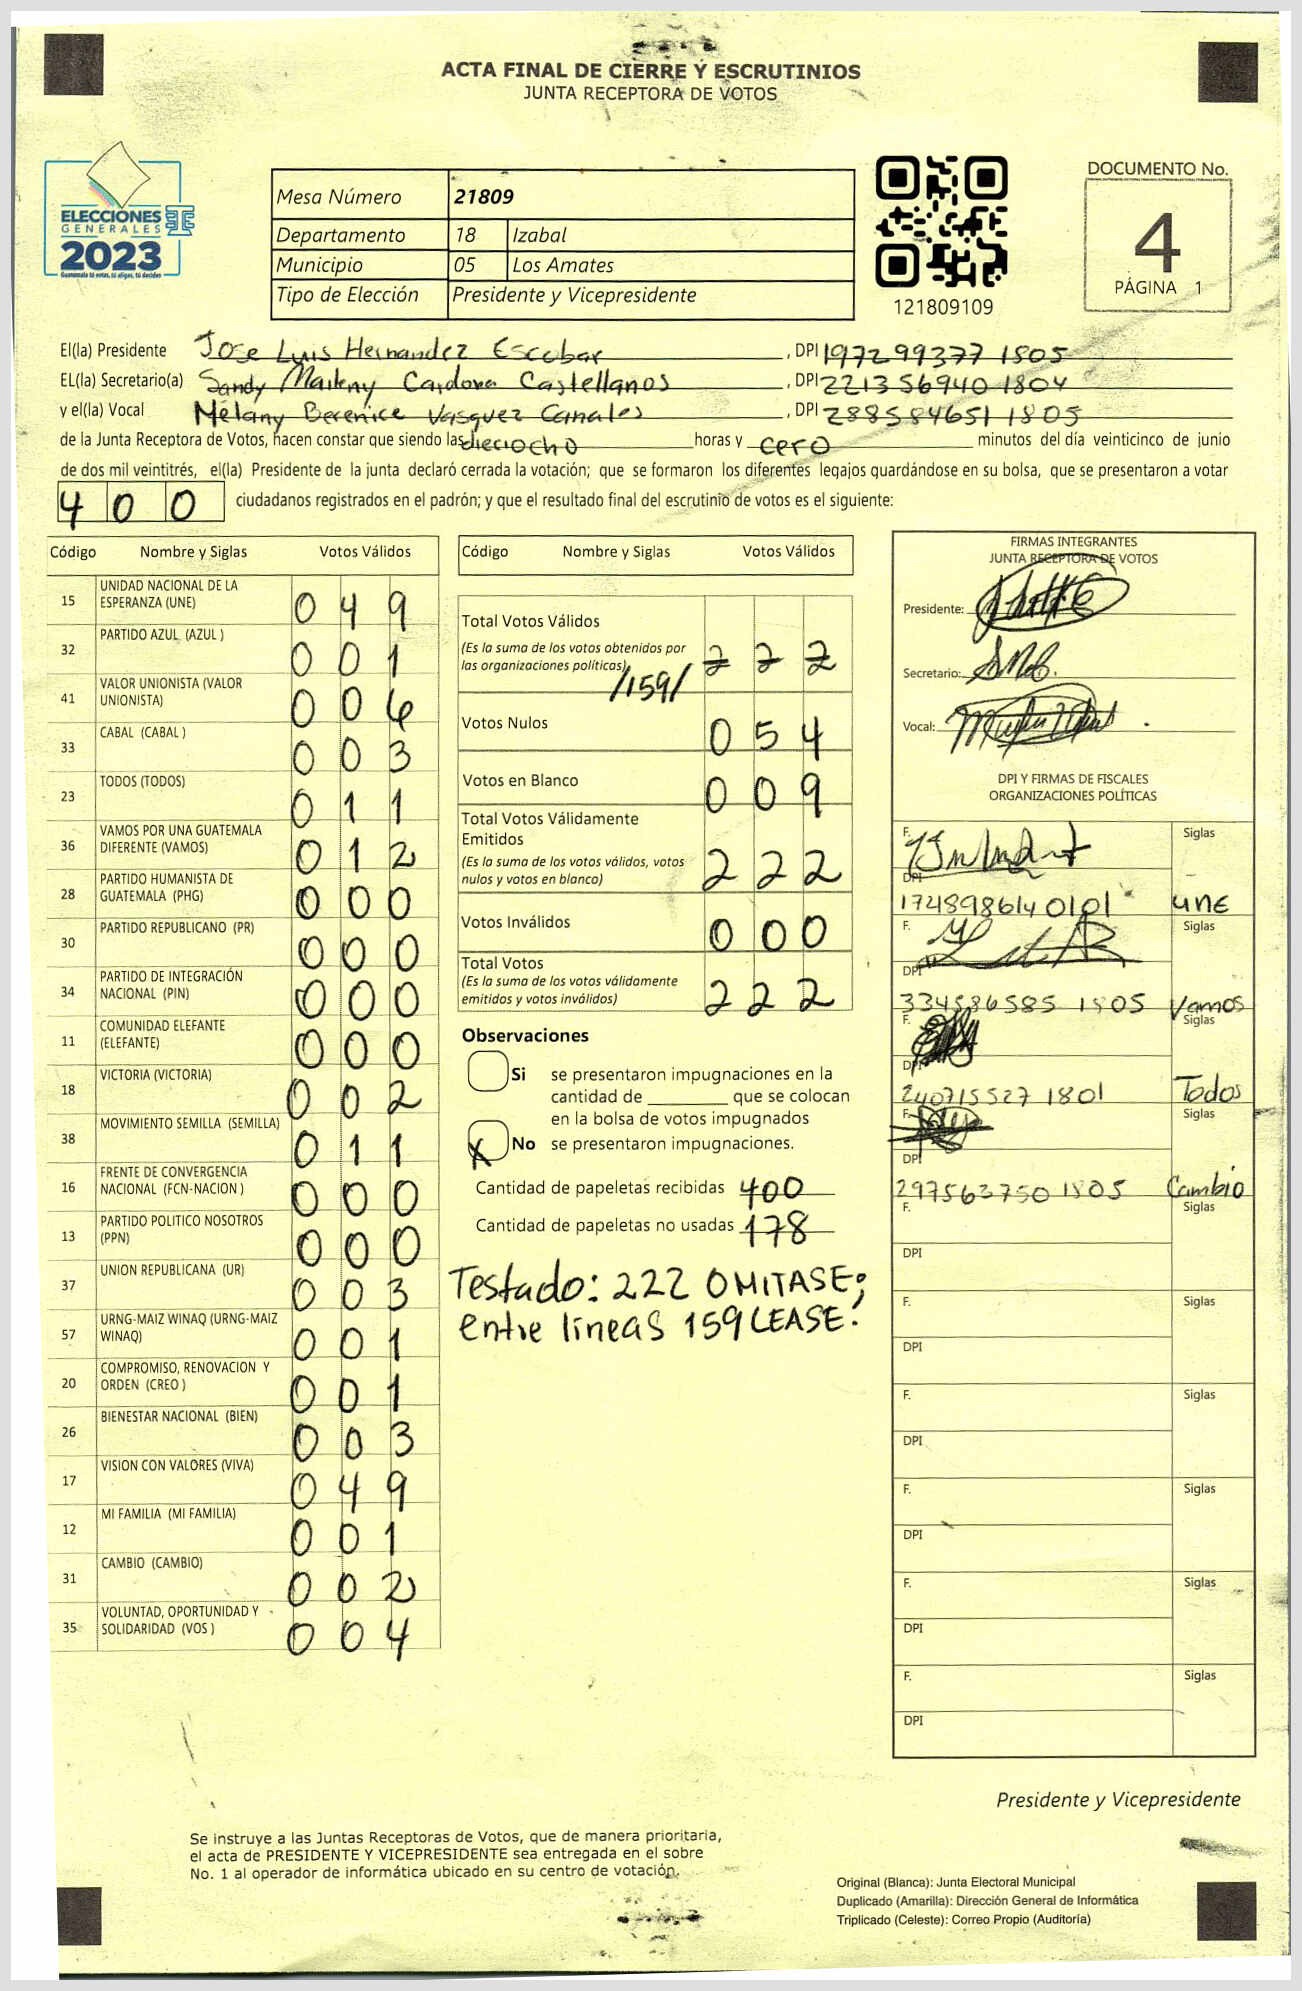 ACTA FINAL DE CIERRE Y ESCRUTINIOS
JUNTA RECEPTORA DE VOTOS
ELECCIONES
GENERALES
2023
Guatemala tú votas, tú eliges, tú decides
Mesa Número 21809
Departamento 18 Izabal
Municipio 05 Los Amates
Tipo de Elección Presidente y Vicepresidente
121809109
DOCUMENTO No.
4
PÁGINA 1
El(la) Presidente Jose Luis Hernandez Escobar, DPI 197299377 1805
EL(la) Secretario(a) Sandy Maileny Cardova Castellanos, DPI 221356940 1804
y el(la) Vocal Melany Berenice Vasquez Canales, DPI 288584651 1805
de la Junta Receptora de Votos, hacen constar que siendo las dieciocho horas y cero minutos del día veinticinco de junio
de dos mil veintitrés, el(la) Presidente de la junta declaró cerrada la votación; que se formaron los diferentes legajos quardándose en su bolsa, que se presentaron a votar
400 ciudadanos registrados en el padrón; y que el resultado final del escrutinio de votos es el siguiente:
Código Nombre y Siglas Votos Válidos
15 UNIDAD NACIONAL DE LA ESPERANZA (UNE) 0 4 9
32 PARTIDO AZUL (AZUL ) 0 0 1
41 VALOR UNIONISTA (VALOR UNIONISTA) 0 0 6
33 CABAL (CABAL ) 0 0 3
23 TODOS (TODOS) 0 1 1
36 VAMOS POR UNA GUATEMALA DIFERENTE (VAMOS) 0 1 2
28 PARTIDO HUMANISTA DE GUATEMALA (PHG) 0 0 0
30 PARTIDO REPUBLICANO (PR) 0 0 0
34 PARTIDO DE INTEGRACIÓN NACIONAL (PIN) 0 0 0
11 COMUNIDAD ELEFANTE (ELEFANTE) 0 0 0
18 VICTORIA (VICTORIA) 0 0 2
38 MOVIMIENTO SEMILLA (SEMILLA) 0 1 1
16 FRENTE DE CONVERGENCIA NACIONAL (FCN-NACION ) 0 0 0
13 PARTIDO POLITICO NOSOTROS (PPN) 0 0 0
37 UNION REPUBLICANA (UR) 0 0 3
57 URNG-MAIZ WINAQ (URNG-MAIZ WINAQ) 0 0 1
20 COMPROMISO, RENOVACION Y ORDEN (CREO ) 0 0 1
26 BIENESTAR NACIONAL (BIEN) 0 0 3
17 VISION CON VALORES (VIVA) 0 4 9
12 MI FAMILIA (MI FAMILIA) 0 0 1
31 CAMBIO (CAMBIO) 0 0 2
35 VOLUNTAD, OPORTUNIDAD Y SOLIDARIDAD (VOS ) 0 0 4
Código Nombre y Siglas Votos Válidos
Total Votos Válidos
(Es la suma de los votos obtenidos por
las organizaciones políticas) 2 2 2
/159/
Votos Nulos 0 5 4
Votos en Blanco 0 0 9
Total Votos Válidamente
Emitidos
(Es la suma de los votos válidos, votos
nulos y votos en blanco) 2 2 2
Votos Inválidos 0 0 0
Total Votos
(Es la suma de los votos válidamente
emitidos y votos inválidos) 2 2 2
Observaciones
Si se presentaron impugnaciones en la
cantidad de ________ que se colocan
en la bolsa de votos impugnados
X No se presentaron impugnaciones.
Cantidad de papeletas recibidas 400
Cantidad de papeletas no usadas 178
Testado: 222 OMITASE;
entre lineas 159 LEASE!
FIRMAS INTEGRANTES
JUNTA RECEPTORA DE VOTOS
Presidente:
Secretario:
Vocal:
DPI Y FIRMAS DE FISCALES
ORGANIZACIONES POLÍTICAS
F. Siglas
DPI
174898614 0101 UNE
F. Siglas
DPI
334586585 1805 Vamos
F. Siglas
DPI
240715527 1801 Todos
F. Siglas
DPI
297563750 1805 Cambio
F. Siglas
DPI
F. Siglas
DPI
F. Siglas
DPI
F. Siglas
DPI
F. Siglas
DPI
F. Siglas
DPI
Presidente y Vicepresidente
Se instruye a las Juntas Receptoras de Votos, que de manera prioritaria,
el acta de PRESIDENTE Y VICEPRESIDENTE sea entregada en el sobre
No. 1 al operador de informática ubicado en su centro de votación.
Original (Blanca): Junta Electoral Municipal
Duplicado (Amarilla): Dirección General de Informática
Triplicado (Celeste): Correo Propio (Auditoría)